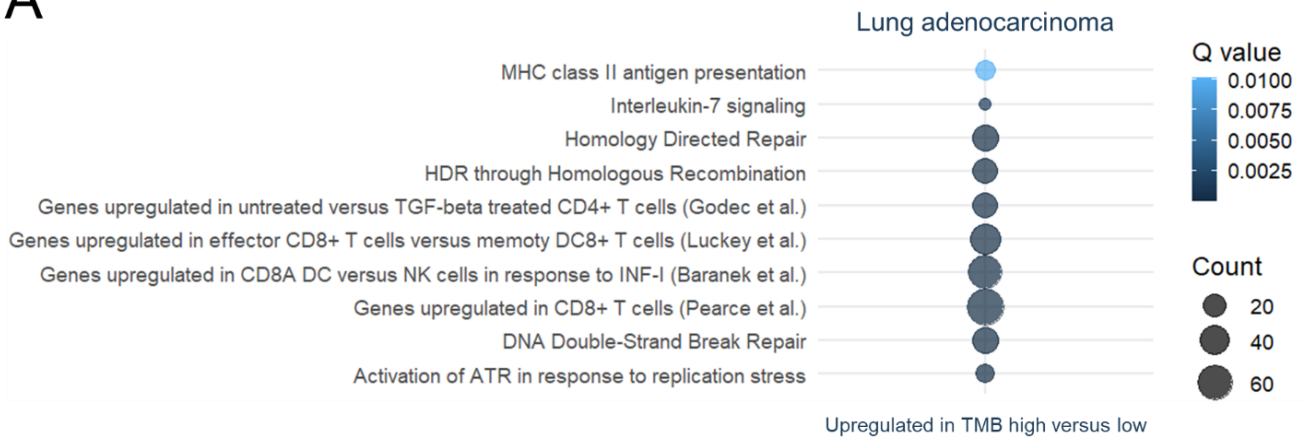 A
Lung adenocarcinoma
MHC class II antigen presentation
Interleukin-7 signaling
Homology Directed Repair
HDR through Homologous Recombination
Genes upregulated in untreated versus TGF-beta treated CD4+ T cells (Godec et al.)
Genes upregulated in effector CD8+ T cells versus memoty DC8+ T cells (Luckey et al.)
Genes upregulated in CD8A DC versus NK cells in response to INF-I (Baranek et al.)
Genes upregulated in CD8+ T cells (Pearce et al.)
DNA Double-Strand Break Repair
Activation of ATR in response to replication stress
Upregulated in TMB high versus low
Q value
0.0100
0.0075
0.0050
0.0025
Count
20
40
60